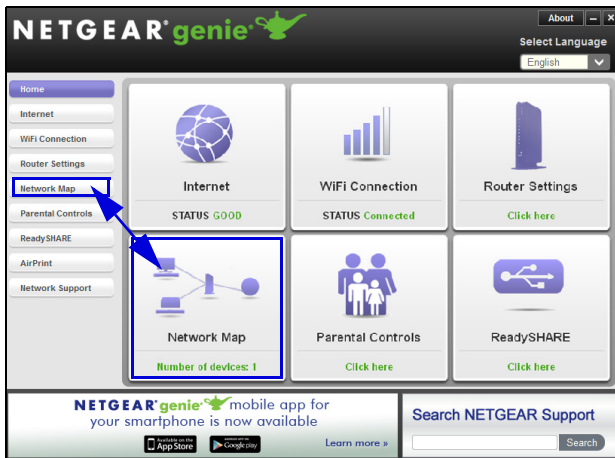 NETGEAR® genie®
About
Select Language
English
Home
Internet
WiFi Connection
Router Settings
Network Map
Parental Controls
ReadySHARE
AirPrint
Network Support
Internet
STATUS GOOD
WiFi Connection
STATUS Connected
Router Settings
Click here
Network Map
Number of devices: 1
Parental Controls
Click here
ReadySHARE
Click here
NETGEAR® genie® mobile app for
your smartphone is now available
Available on the App Store
Google play
Learn more »
Search NETGEAR Support
Search